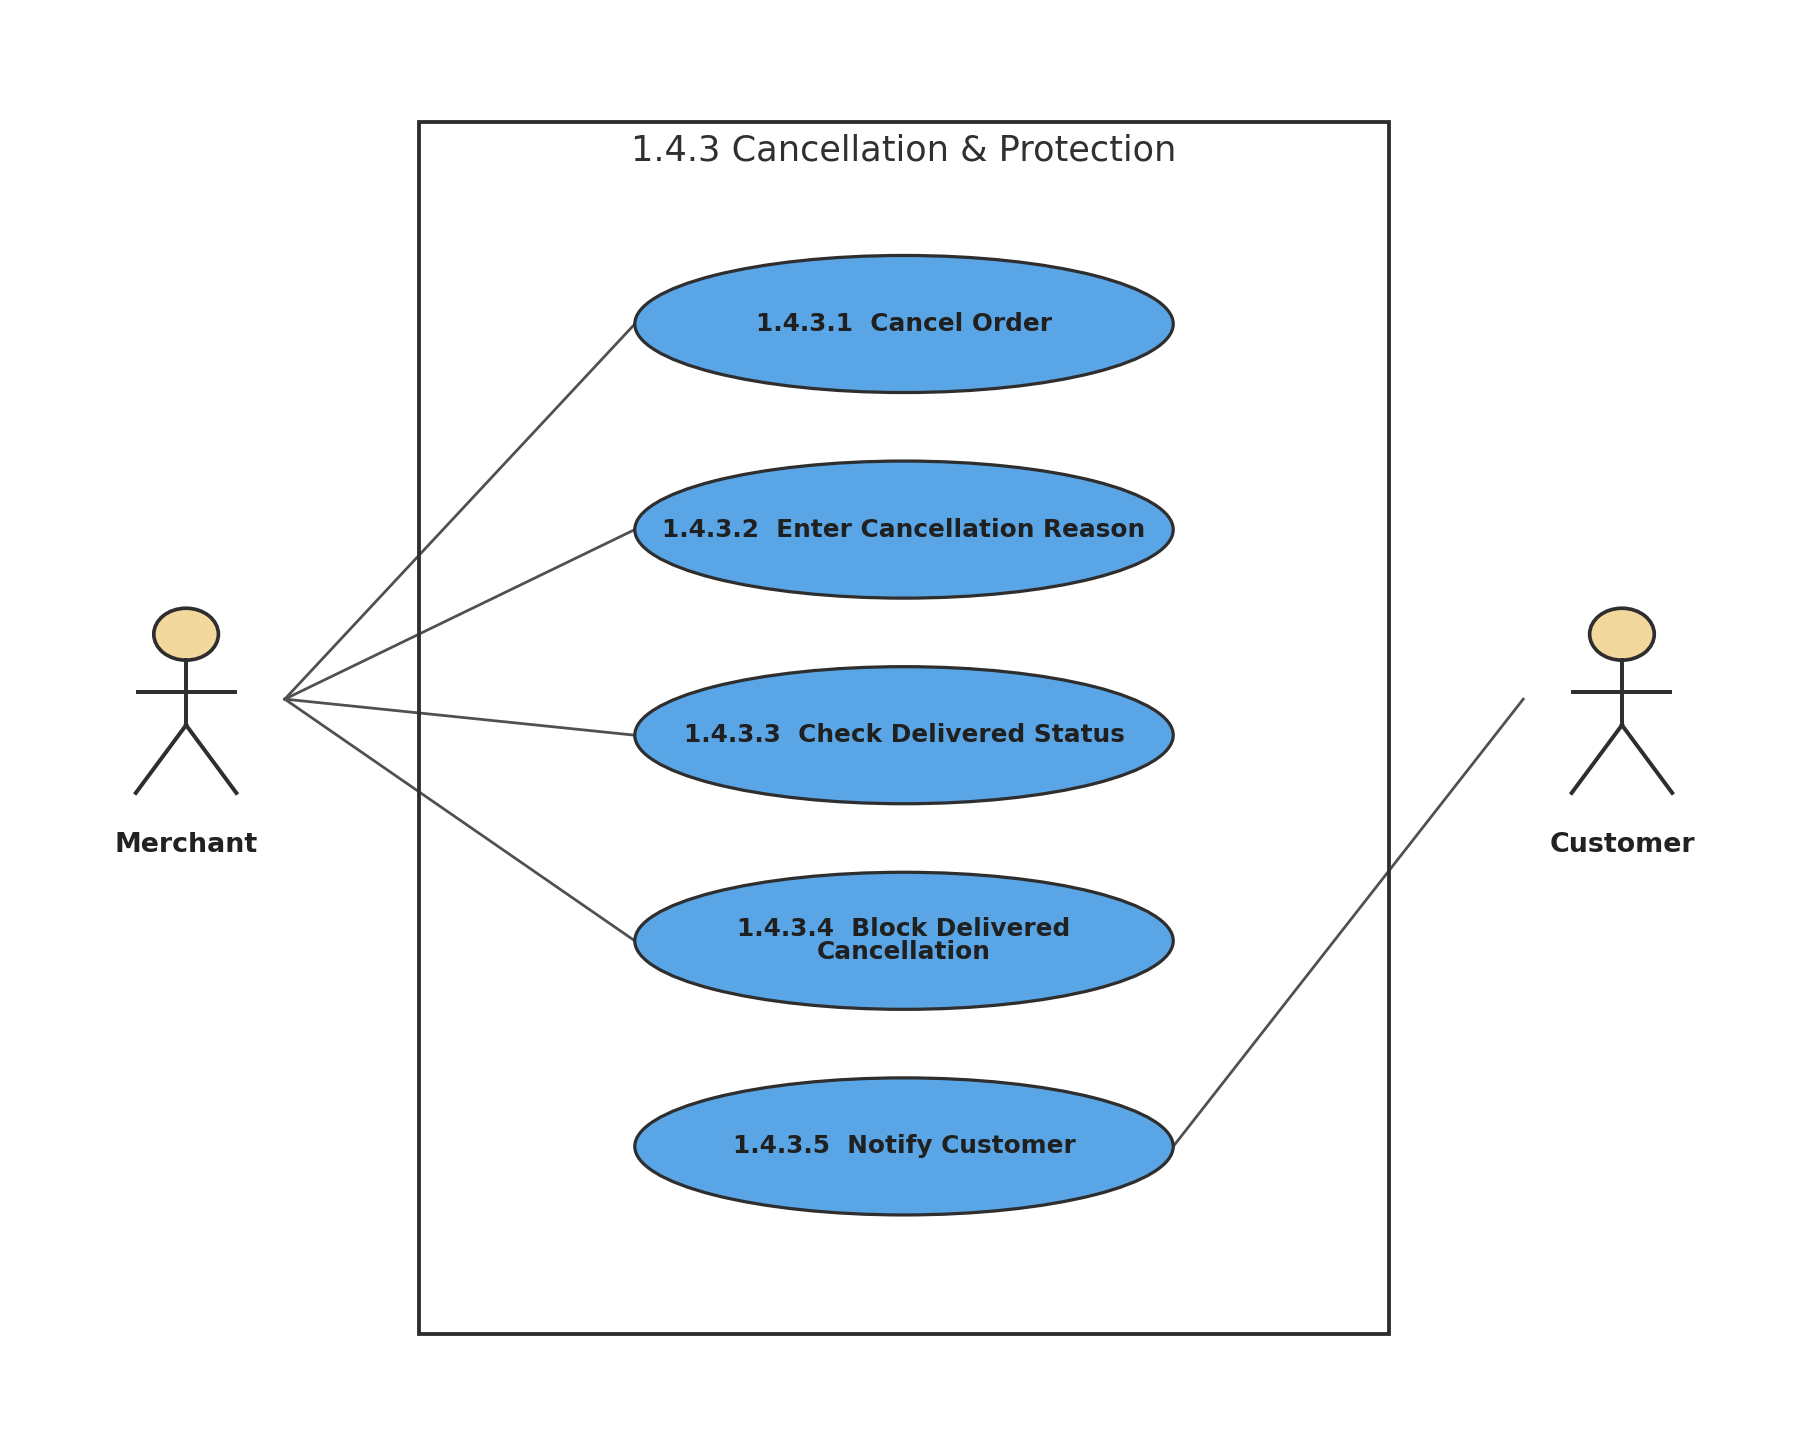 1.4.3 Cancellation & Protection
1.4.3.1  Cancel Order
1.4.3.2  Enter Cancellation Reason
1.4.3.3  Check Delivered Status
Merchant
Customer
1.4.3.4  Block Delivered
Cancellation
1.4.3.5  Notify Customer